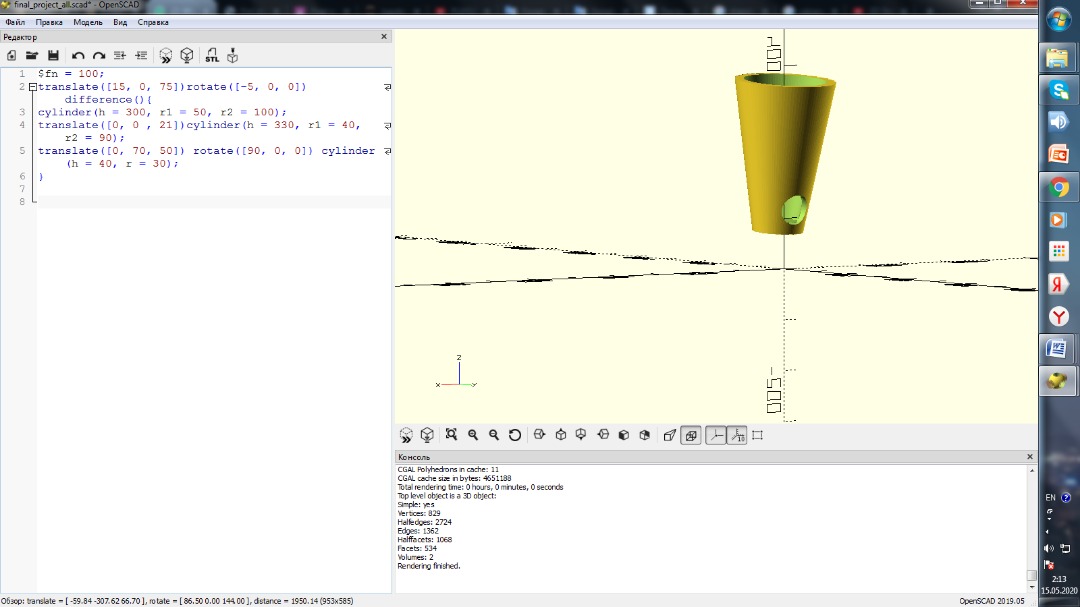 final_project_all.scad* - OpenSCAD
Файл Правка Модель Вид Справка
Редактор
1 $fn = 100;
2 translate([15, 0, 75])rotate([-5, 0, 0])
difference(){
3 cylinder(h = 300, r1 = 50, r2 = 100);
4 translate([0, 0 , 21])cylinder(h = 330, r1 = 40,
r2 = 90);
5 translate([0, 70, 50]) rotate([90, 0, 0]) cylinder
(h = 40, r = 30);
6 }
7
8
STL
100
-100
z
x y
10
Консоль
CGAL Polyhedrons in cache: 11
CGAL cache size in bytes: 4651188
Total rendering time: 0 hours, 0 minutes, 0 seconds
Top level object is a 3D object:
Simple: yes
Vertices: 829
Halfedges: 2724
Edges: 1362
Halffacets: 1068
Facets: 534
Volumes: 2
Rendering finished.
Обзор: translate = [ -59.84 -307.62 66.70 ], rotate = [ 86.50 0.00 144.00 ], distance = 1950.14 (953x585)
OpenSCAD 2019.05
EN
2:13
15.05.2020